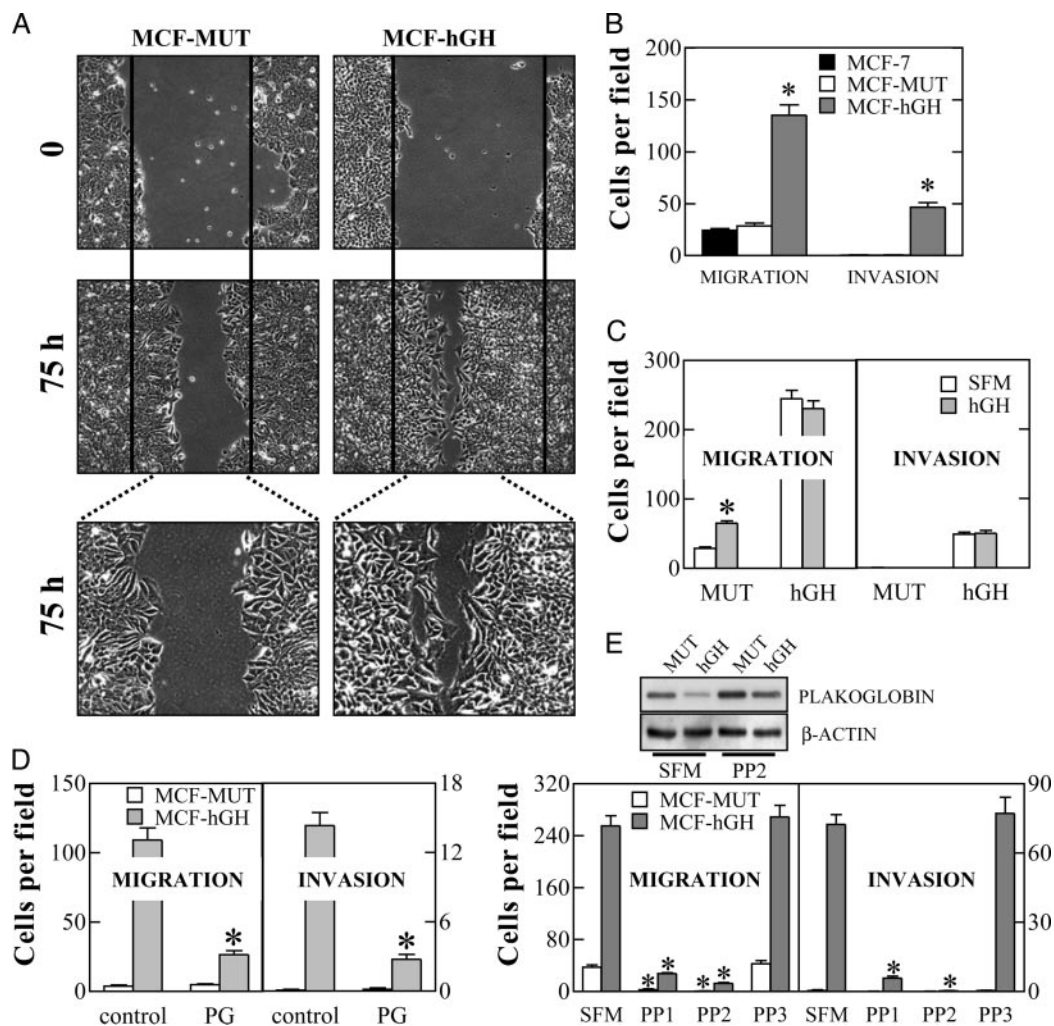 A
MCF-MUT
MCF-hGH
0
75 h
75 h
B
Cells per field
200
150
100
50
0
MCF-7
MCF-MUT
MCF-hGH
*
*
MIGRATION
INVASION
C
Cells per field
300
200
100
0
SFM
hGH
MIGRATION
INVASION
*
MUT
hGH
MUT
hGH
D
Cells per field
150
100
50
0
MCF-MUT
MCF-hGH
MIGRATION
INVASION
*
*
18
12
6
0
control
PG
control
PG
E
MUT
hGH
MUT
hGH
PLAKOGLOBIN
β-ACTIN
SFM
PP2
Cells per field
320
240
160
80
0
MCF-MUT
MCF-hGH
MIGRATION
INVASION
* *
* *
*
*
90
60
30
0
SFM
PP1
PP2
PP3
SFM
PP1
PP2
PP3